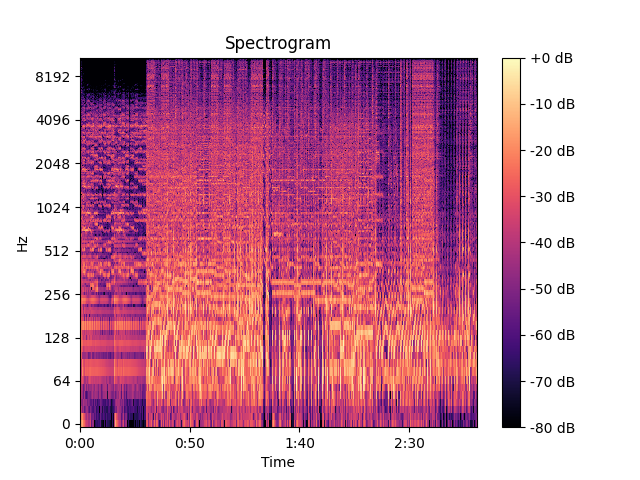 Spectrogram
8192
4096
2048
1024
512
256
128
64
0
Hz
0:00
0:50
1:40
2:30
Time
+0 dB
-10 dB
-20 dB
-30 dB
-40 dB
-50 dB
-60 dB
-70 dB
-80 dB